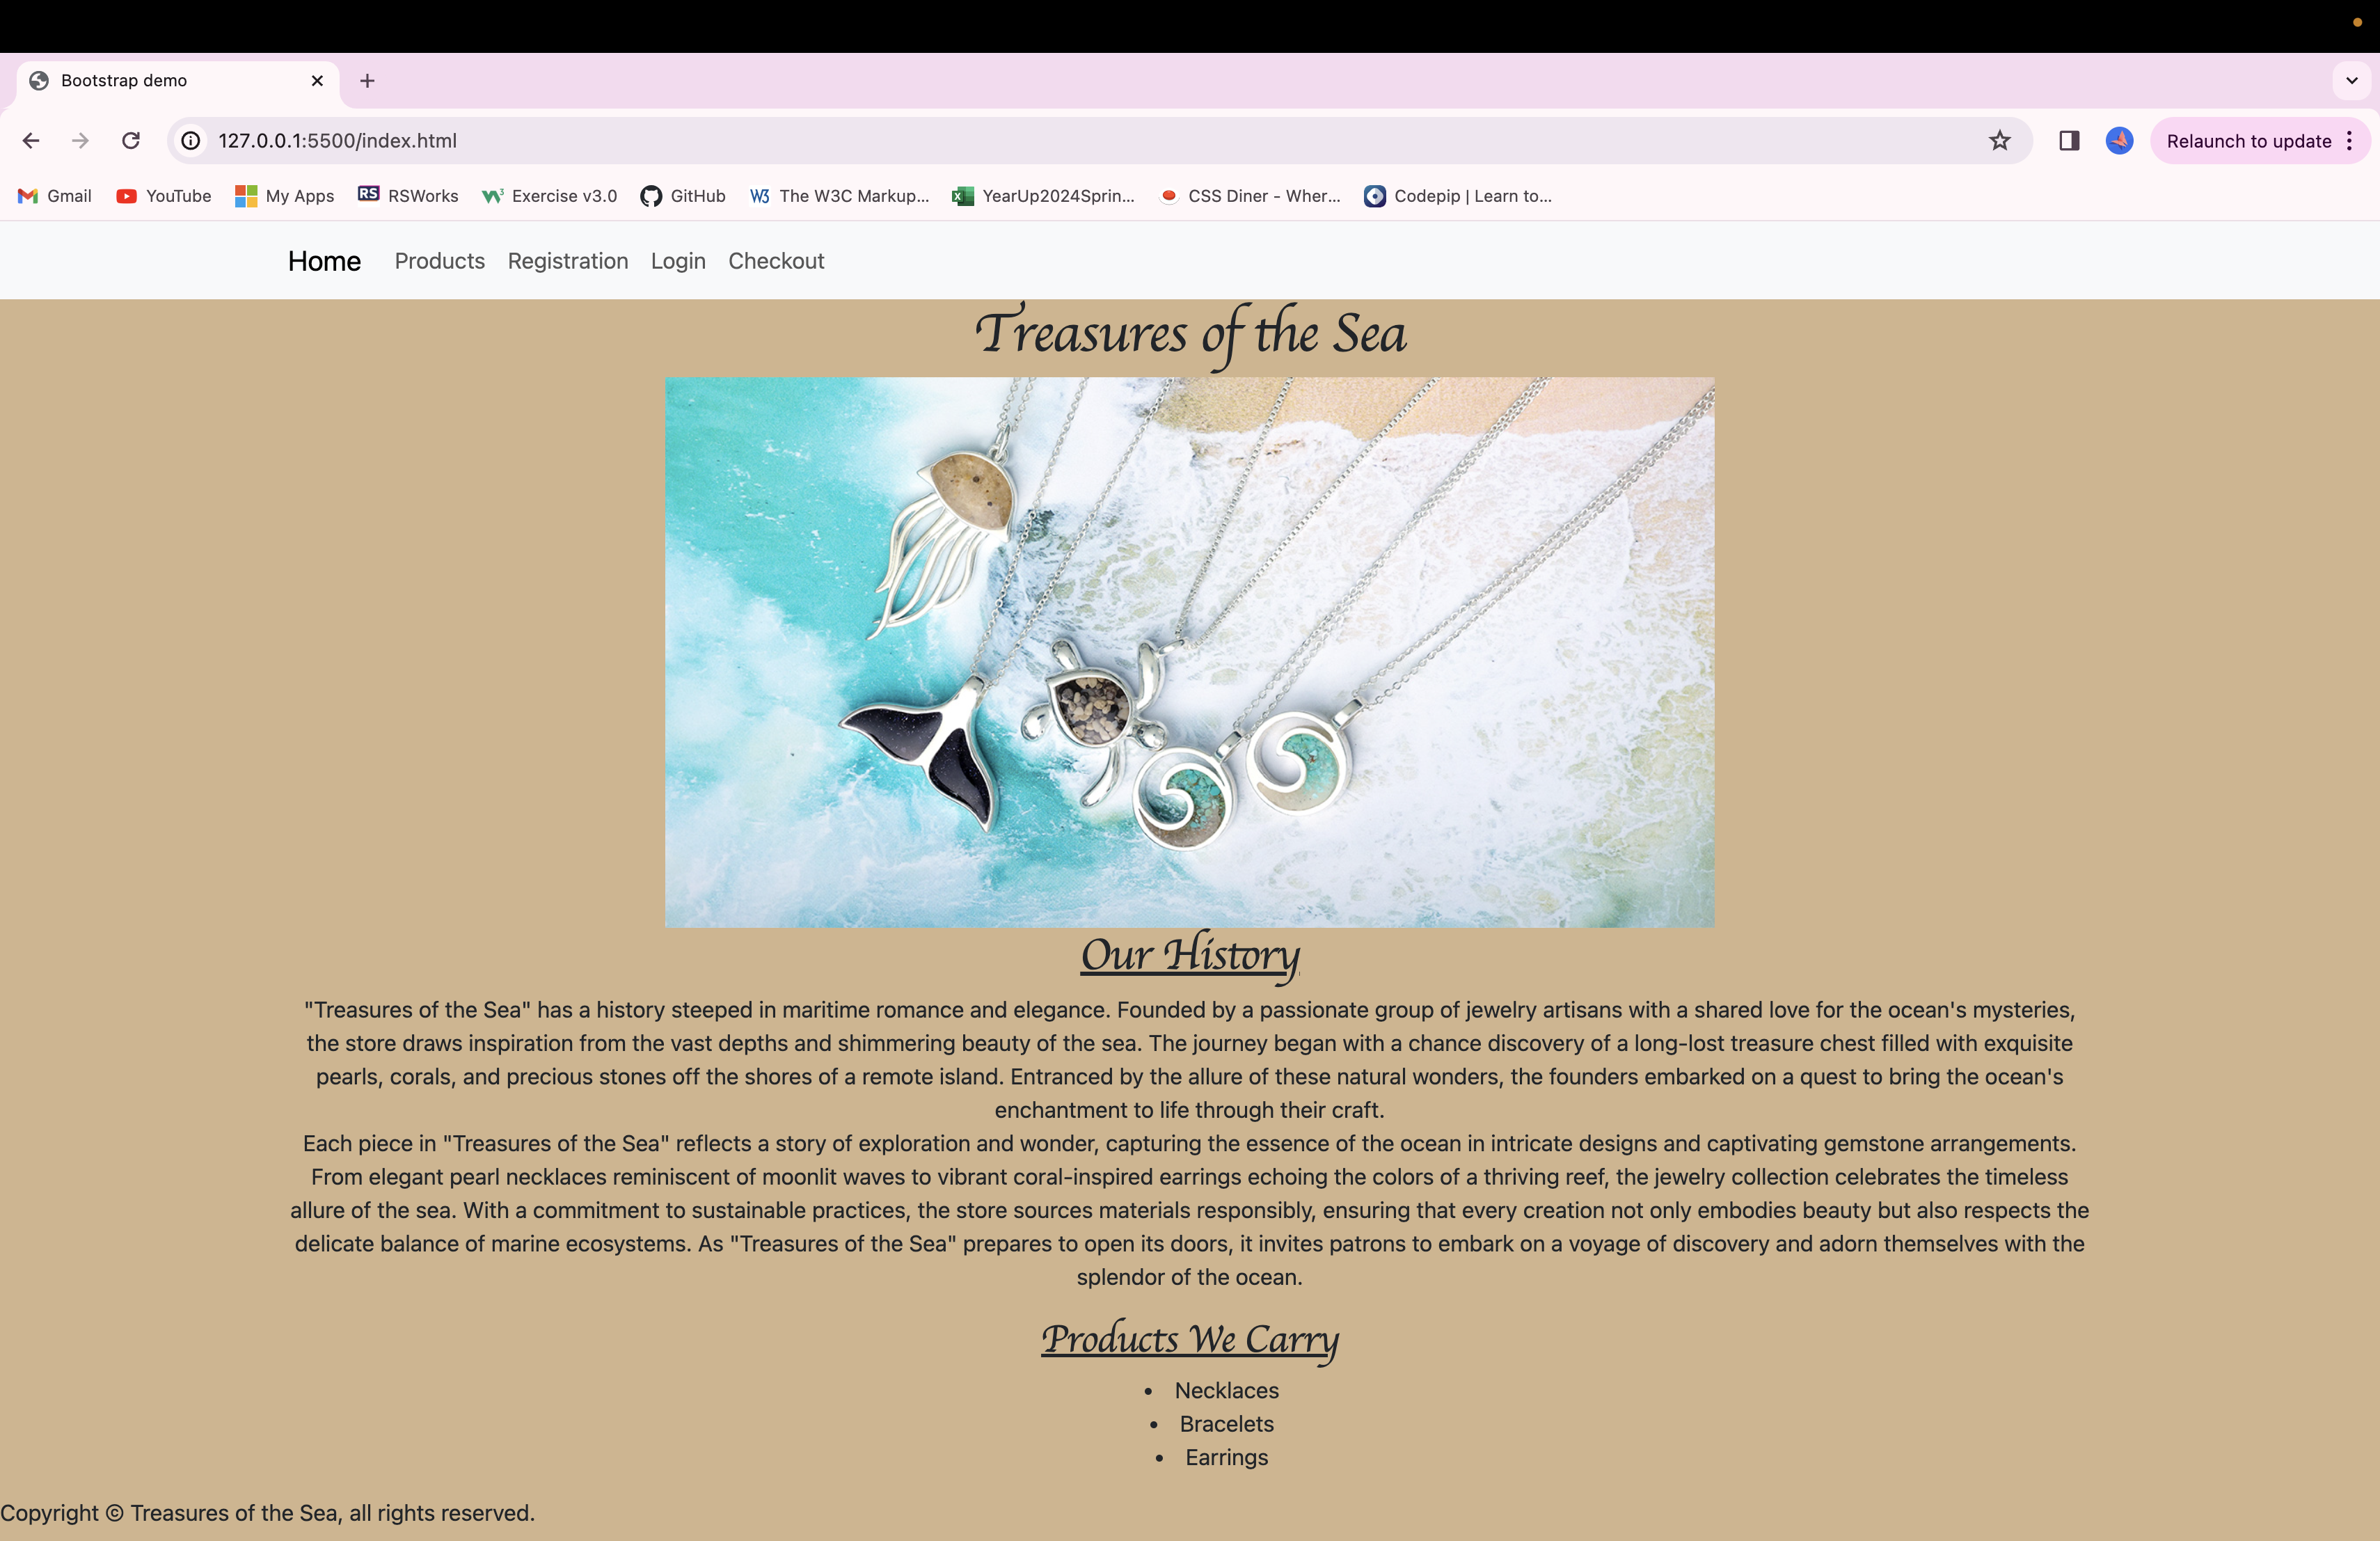 Bootstrap demo
127.0.0.1:5500/index.html
Relaunch to update
Gmail YouTube My Apps RS RSWorks Exercise v3.0 GitHub W3 The W3C Markup... YearUp2024Sprin... CSS Diner - Wher... Codepip | Learn to...
Home Products Registration Login Checkout
Treasures of the Sea
Our History
"Treasures of the Sea" has a history steeped in maritime romance and elegance. Founded by a passionate group of jewelry artisans with a shared love for the ocean's mysteries,
the store draws inspiration from the vast depths and shimmering beauty of the sea. The journey began with a chance discovery of a long-lost treasure chest filled with exquisite
pearls, corals, and precious stones off the shores of a remote island. Entranced by the allure of these natural wonders, the founders embarked on a quest to bring the ocean's
enchantment to life through their craft.
Each piece in "Treasures of the Sea" reflects a story of exploration and wonder, capturing the essence of the ocean in intricate designs and captivating gemstone arrangements.
From elegant pearl necklaces reminiscent of moonlit waves to vibrant coral-inspired earrings echoing the colors of a thriving reef, the jewelry collection celebrates the timeless
allure of the sea. With a commitment to sustainable practices, the store sources materials responsibly, ensuring that every creation not only embodies beauty but also respects the
delicate balance of marine ecosystems. As "Treasures of the Sea" prepares to open its doors, it invites patrons to embark on a voyage of discovery and adorn themselves with the
splendor of the ocean.
Products We Carry
• Necklaces
• Bracelets
• Earrings
Copyright © Treasures of the Sea, all rights reserved.